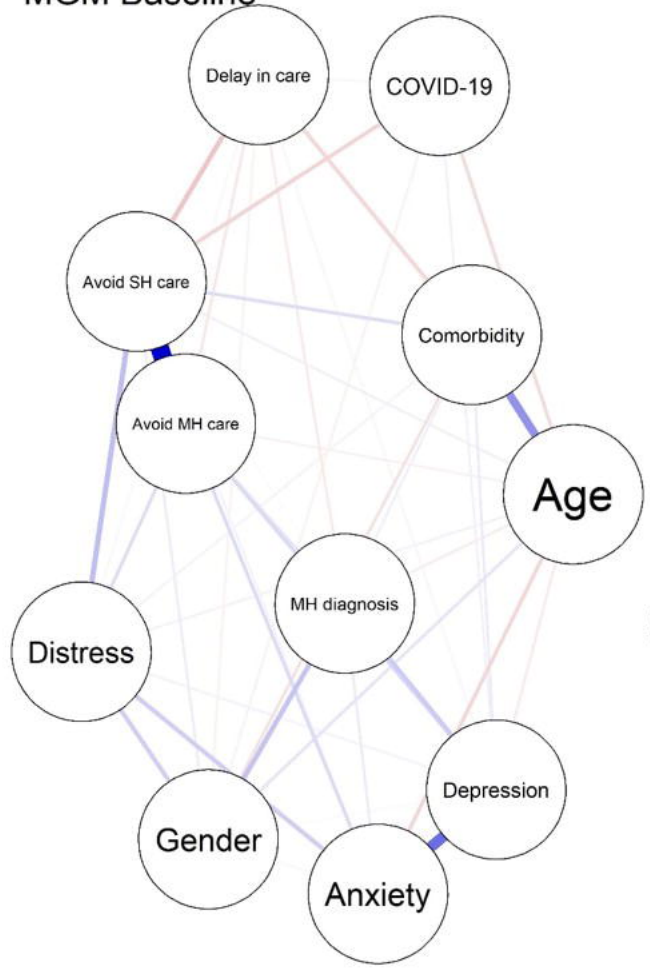 MGM Baseline
Delay in care
COVID-19
Avoid SH care
Comorbidity
Avoid MH care
Age
MH diagnosis
Distress
Depression
Gender
Anxiety